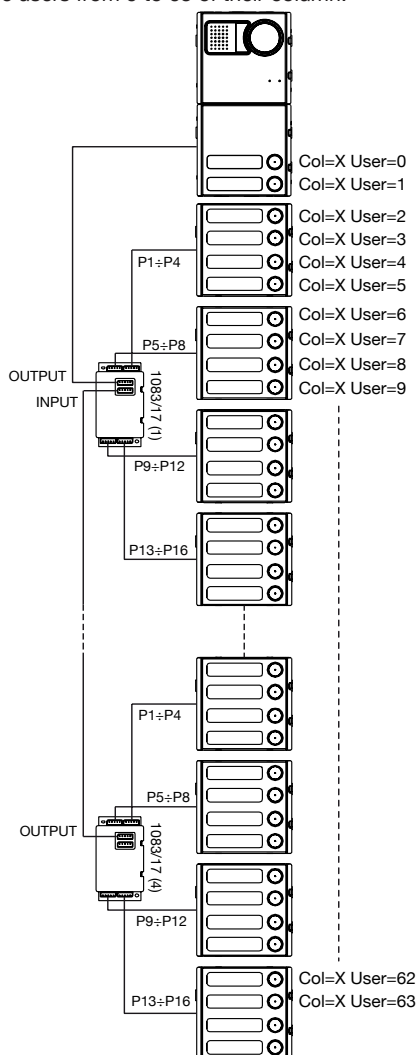 users from 0 to 63 of their column.
Col=X User=0
Col=X User=1
Col=X User=2
Col=X User=3
P1÷P4
Col=X User=4
Col=X User=5
Col=X User=6
Col=X User=7
P5÷P8
Col=X User=8
OUTPUT
Col=X User=9
INPUT
1083/17 (1)
P9÷P12
P13÷P16
P1÷P4
P5÷P8
OUTPUT
1083/17 (4)
P9÷P12
Col=X User=62
P13÷P16
Col=X User=63